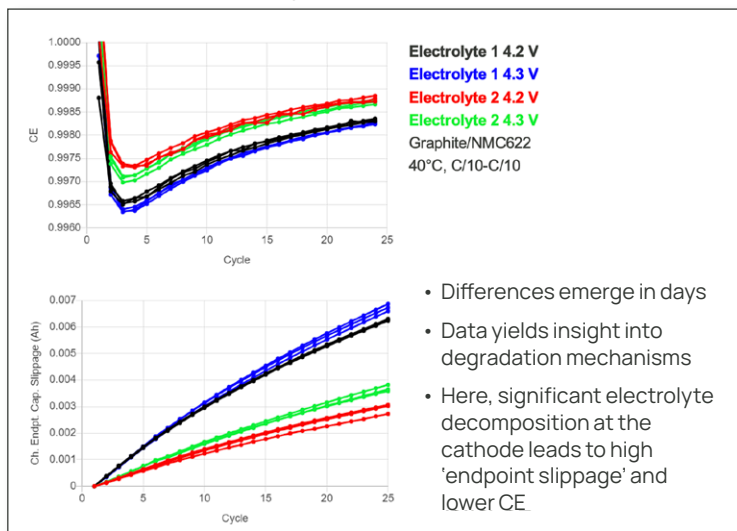 1.0000
0.9995
0.9990
0.9985
0.9980
0.9975
0.9970
0.9965
0.9960
CE
0 5 10 15 20 25
Cycle
Electrolyte 1 4.2 V
Electrolyte 1 4.3 V
Electrolyte 2 4.2 V
Electrolyte 2 4.3 V
Graphite/NMC622
40°C, C/10-C/10
0.007
0.006
0.005
0.004
0.003
0.002
0.001
0
Ch. Endpt. Cap. Slippage (Ah)
0 5 10 15 20 25
Cycle
• Differences emerge in days
• Data yields insight into
degradation mechanisms
• Here, significant electrolyte
decomposition at the
cathode leads to high
‘endpoint slippage’ and
lower CE